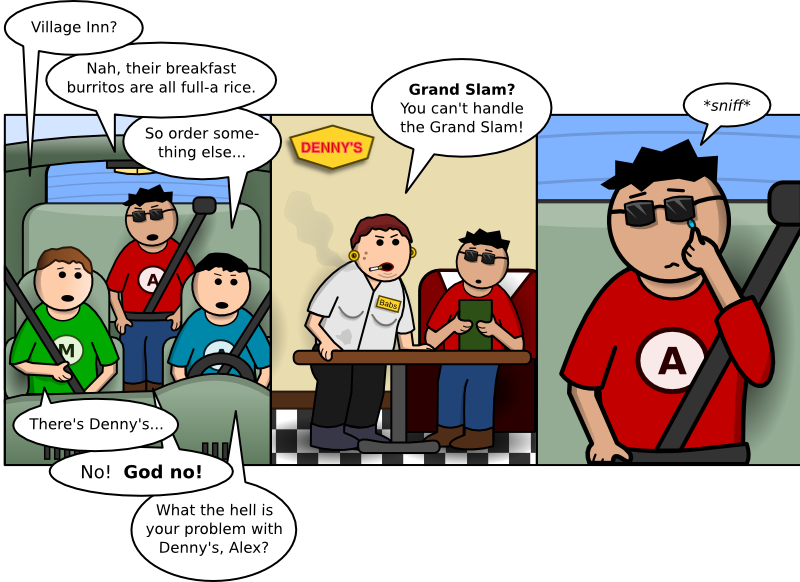 Village Inn?
Nah, their breakfast
burritos are all full-a rice.
So order some-
thing else...
M
A
A
There's Denny's...
No! God no!
What the hell is
your problem with
Denny's, Alex?
DENNY'S
Grand Slam?
You can't handle
the Grand Slam!
Babs
*sniff*
A